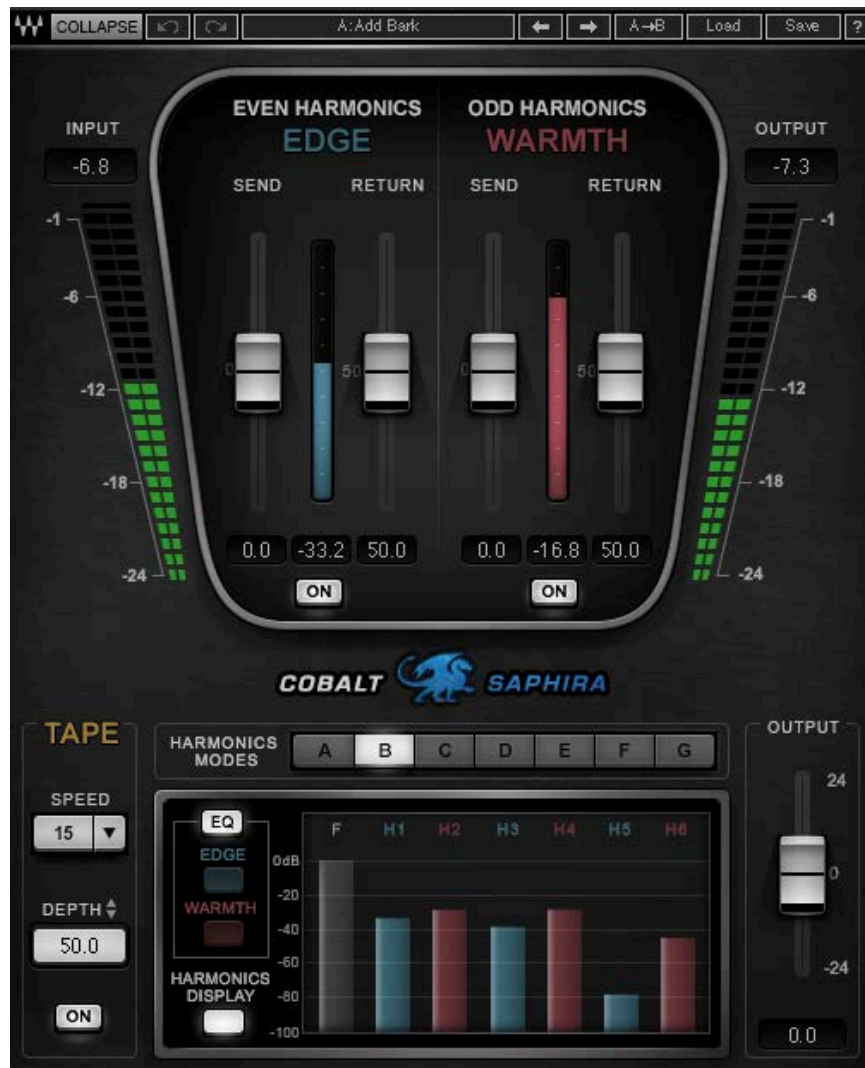 COLLAPSE A:Add Bark A→B Load Save ?
EVEN HARMONICS ODD HARMONICS
INPUT EDGE WARMTH OUTPUT
-6.8 SEND RETURN SEND RETURN -7.3
-1 -1
-6 -6
0 50 0 50
-12 -12
-18 -18
0.0 -33.2 50.0 0.0 -16.8 50.0
-24 -24
ON ON
COBALT SAPHIRA
TAPE
SPEED
15
DEPTH
50.0
ON
HARMONICS
MODES
A B C D E F G
EQ
EDGE
WARMTH
HARMONICS
DISPLAY
F H1 H2 H3 H4 H5 H6
0dB
-20
-40
-60
-80
-100
OUTPUT
24
0
-24
0.0